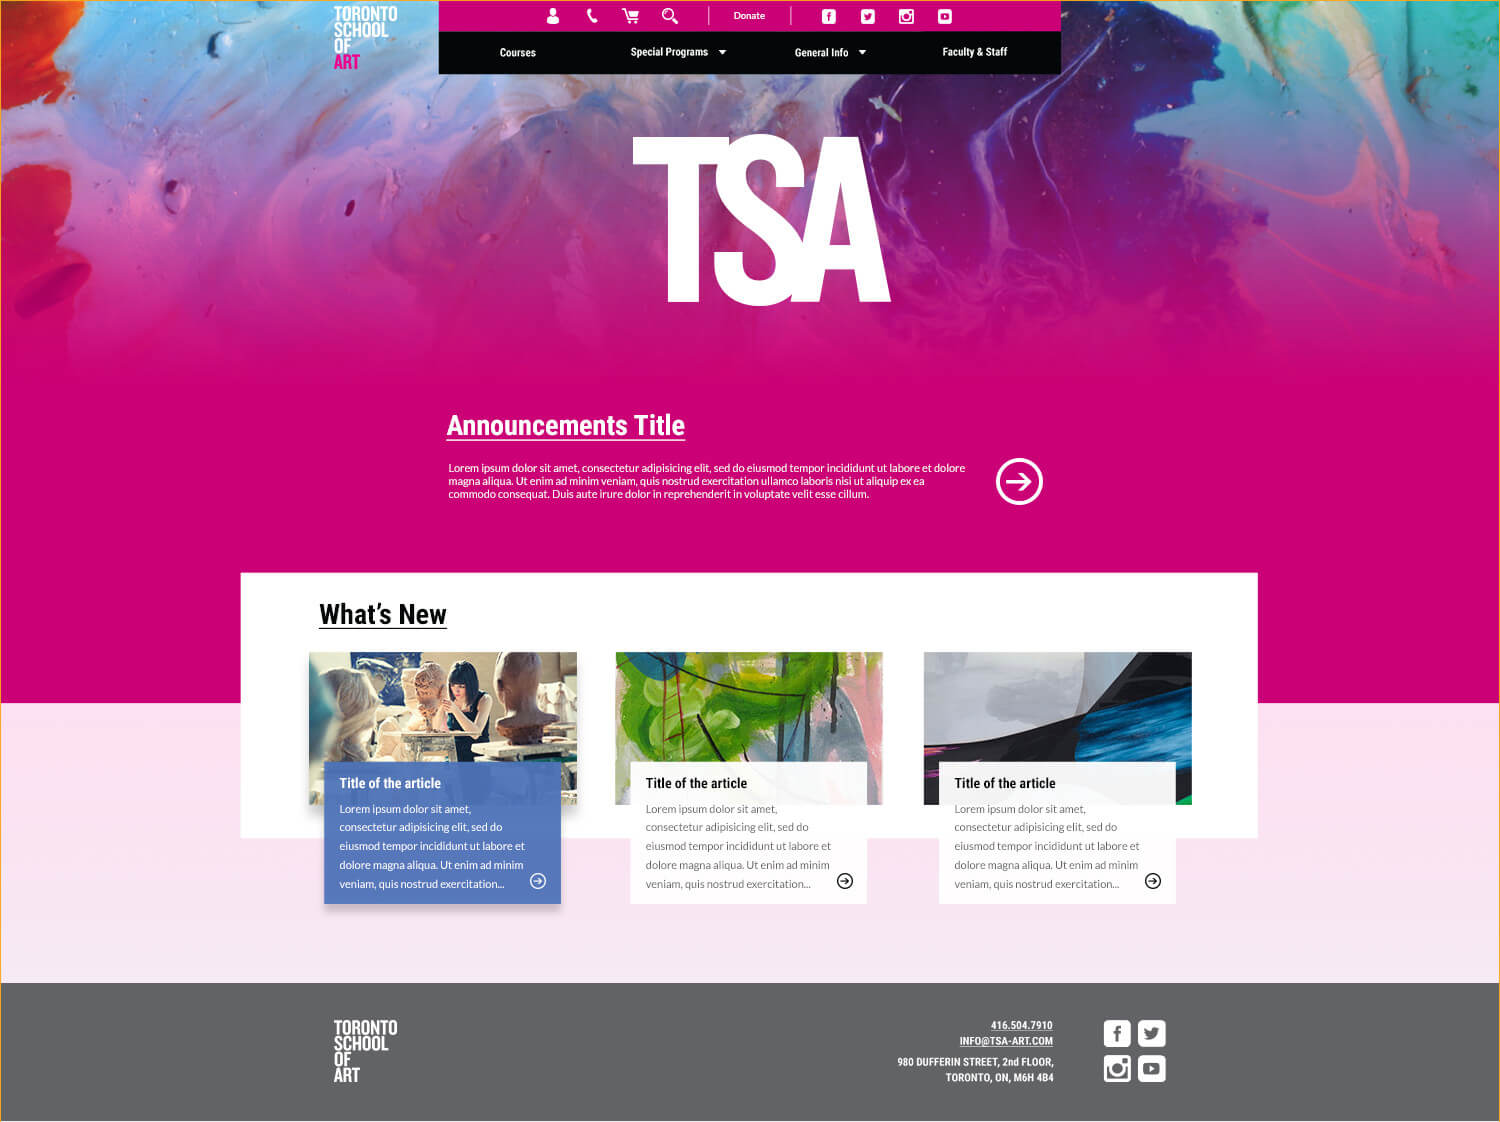 TORONTO
SCHOOL
OF
ART
Donate
Courses
Special Programs
General Info
Faculty & Staff
TSA
Announcements Title
Lorem ipsum dolor sit amet, consectetur adipisicing elit, sed do eiusmod tempor incididunt ut labore et dolore
magna aliqua. Ut enim ad minim veniam, quis nostrud exercitation ullamco laboris nisi ut aliquip ex ea
commodo consequat. Duis aute irure dolor in reprehenderit in voluptate velit esse cillum.
What's New
Title of the article
Lorem ipsum dolor sit amet,
consectetur adipisicing elit, sed do
eiusmod tempor incididunt ut labore et
dolore magna aliqua. Ut enim ad minim
veniam, quis nostrud exercitation...
Title of the article
Lorem ipsum dolor sit amet,
consectetur adipisicing elit, sed do
eiusmod tempor incididunt ut labore et
dolore magna aliqua. Ut enim ad minim
veniam, quis nostrud exercitation...
Title of the article
Lorem ipsum dolor sit amet,
consectetur adipisicing elit, sed do
eiusmod tempor incididunt ut labore et
dolore magna aliqua. Ut enim ad minim
veniam, quis nostrud exercitation...
TORONTO
SCHOOL
OF
ART
416.504.7910
INFO@TSA-ART.COM
980 DUFFERIN STREET, 2nd FLOOR,
TORONTO, ON, M6H 4B4